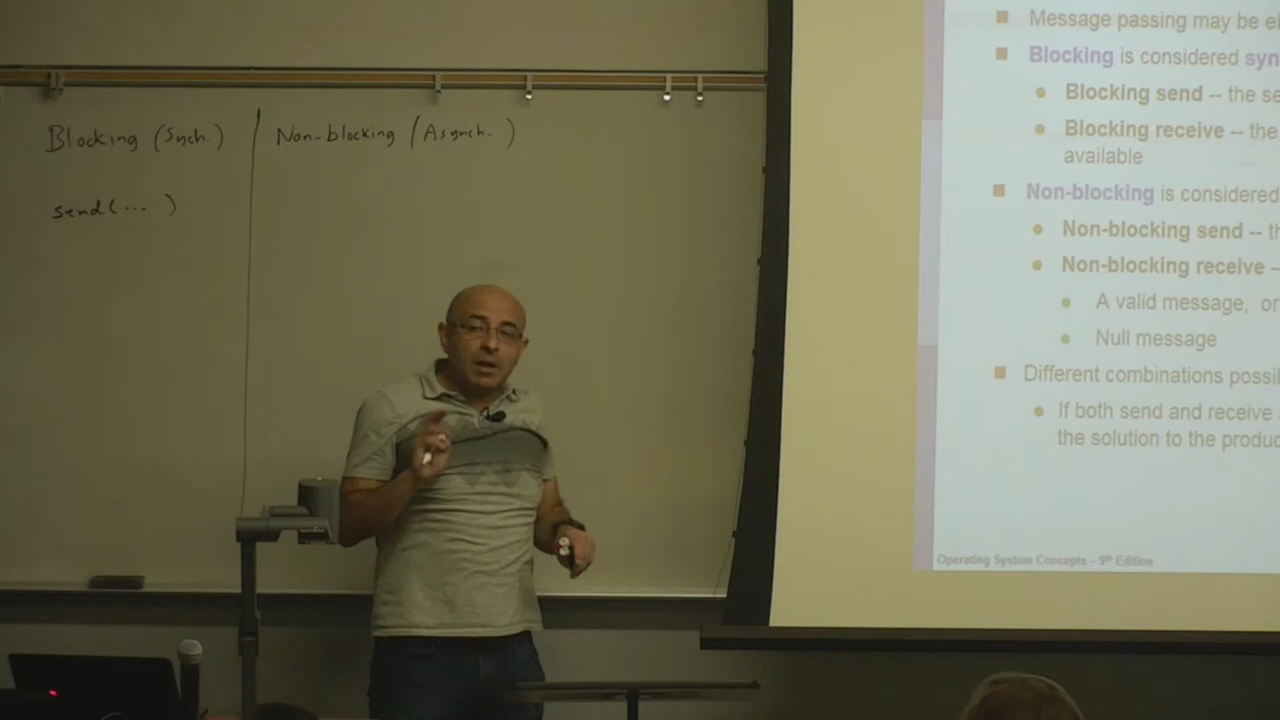 Blocking (Synch.) | Non-blocking (Asynch.)
send(... )
Message passing may be ei
Blocking is considered syn
Blocking send -- the se
Blocking receive -- the
available
Non-blocking is considered
Non-blocking send -- th
Non-blocking receive -
A valid message, or
Null message
Different combinations possi
If both send and receive
the solution to the produc
Operating System Concepts – 9th Edition